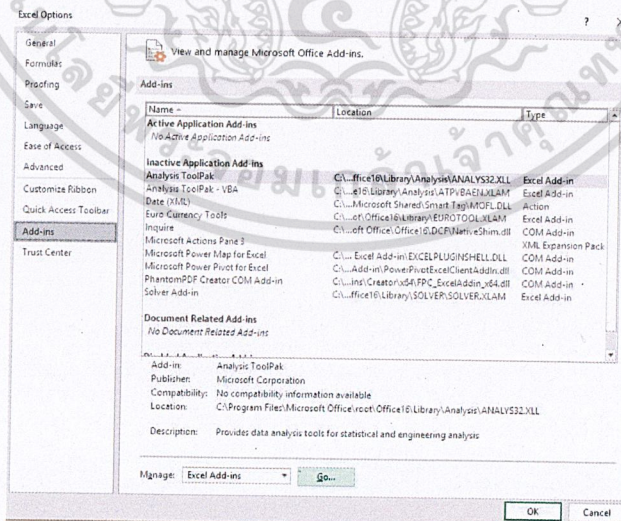 Excel Options
?
General
Formulas
Proofing
Save
Language
Ease of Access
Advanced
Customize Ribbon
Quick Access Toolbar
Add-ins
Trust Center
View and manage Microsoft Office Add-ins.
Add-ins
Name Location Type
Active Application Add-ins
No Active Application Add-ins
Inactive Application Add-ins
Analysis ToolPak C:\...ffice16\Library\Analysis\ANALYS32.XLL Excel Add-in
Analysis ToolPak - VBA C:\...e16\Library\Analysis\ATPVBAEN.XLAM Excel Add-in
Date (XML) C:\...Microsoft Shared\Smart Tag\MOFL.DLL Action
Euro Currency Tools C:\...ot\Office16\Library\EUROTOOL.XLAM Excel Add-in
Inquire C:\...oft Office\Office16\DCF\NativeShim.dll COM Add-in
Microsoft Actions Pane 3 XML Expansion Pack
Microsoft Power Map for Excel C:\... Excel Add-in\EXCELPLUGINSHELL.DLL COM Add-in
Microsoft Power Pivot for Excel C:\...Add-in\PowerPivotExcelClientAddIn.dll COM Add-in
PhantomPDF Creator COM Add-in C:\...ins\Creator\x64\FPC_ExcelAddin_x64.dll COM Add-in
Solver Add-in C:\...ffice16\Library\SOLVER\SOLVER.XLAM Excel Add-in
Document Related Add-ins
No Document Related Add-ins
Add-in: Analysis ToolPak
Publisher: Microsoft Corporation
Compatibility: No compatibility information available
Location: C:\Program Files\Microsoft Office\root\Office16\Library\Analysis\ANALYS32.XLL
Description: Provides data analysis tools for statistical and engineering analysis
Manage: Excel Add-ins Go...
OK Cancel